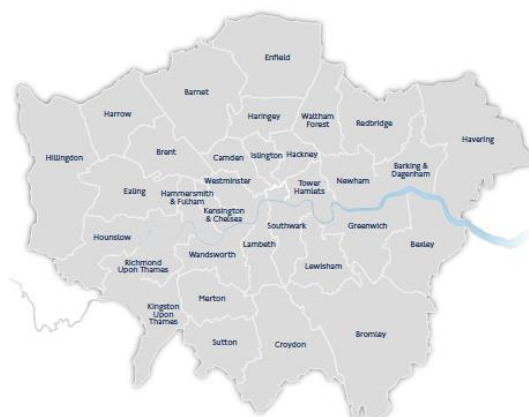 Enfield
Barnet
Harrow
Haringey
Waltham
Forest
Redbridge
Havering
Hillingdon
Brent
Camden
Islington
Hackney
Barking &
Dagenham
Ealing
Hammersmith
& Fulham
Westminster
Kensington
& Chelsea
Tower
Hamlets
Newham
Hounslow
Richmond
Upon Thames
Wandsworth
Lambeth
Southwark
Lewisham
Greenwich
Bexley
Kingston
Upon
Thames
Merton
Sutton
Croydon
Bromley